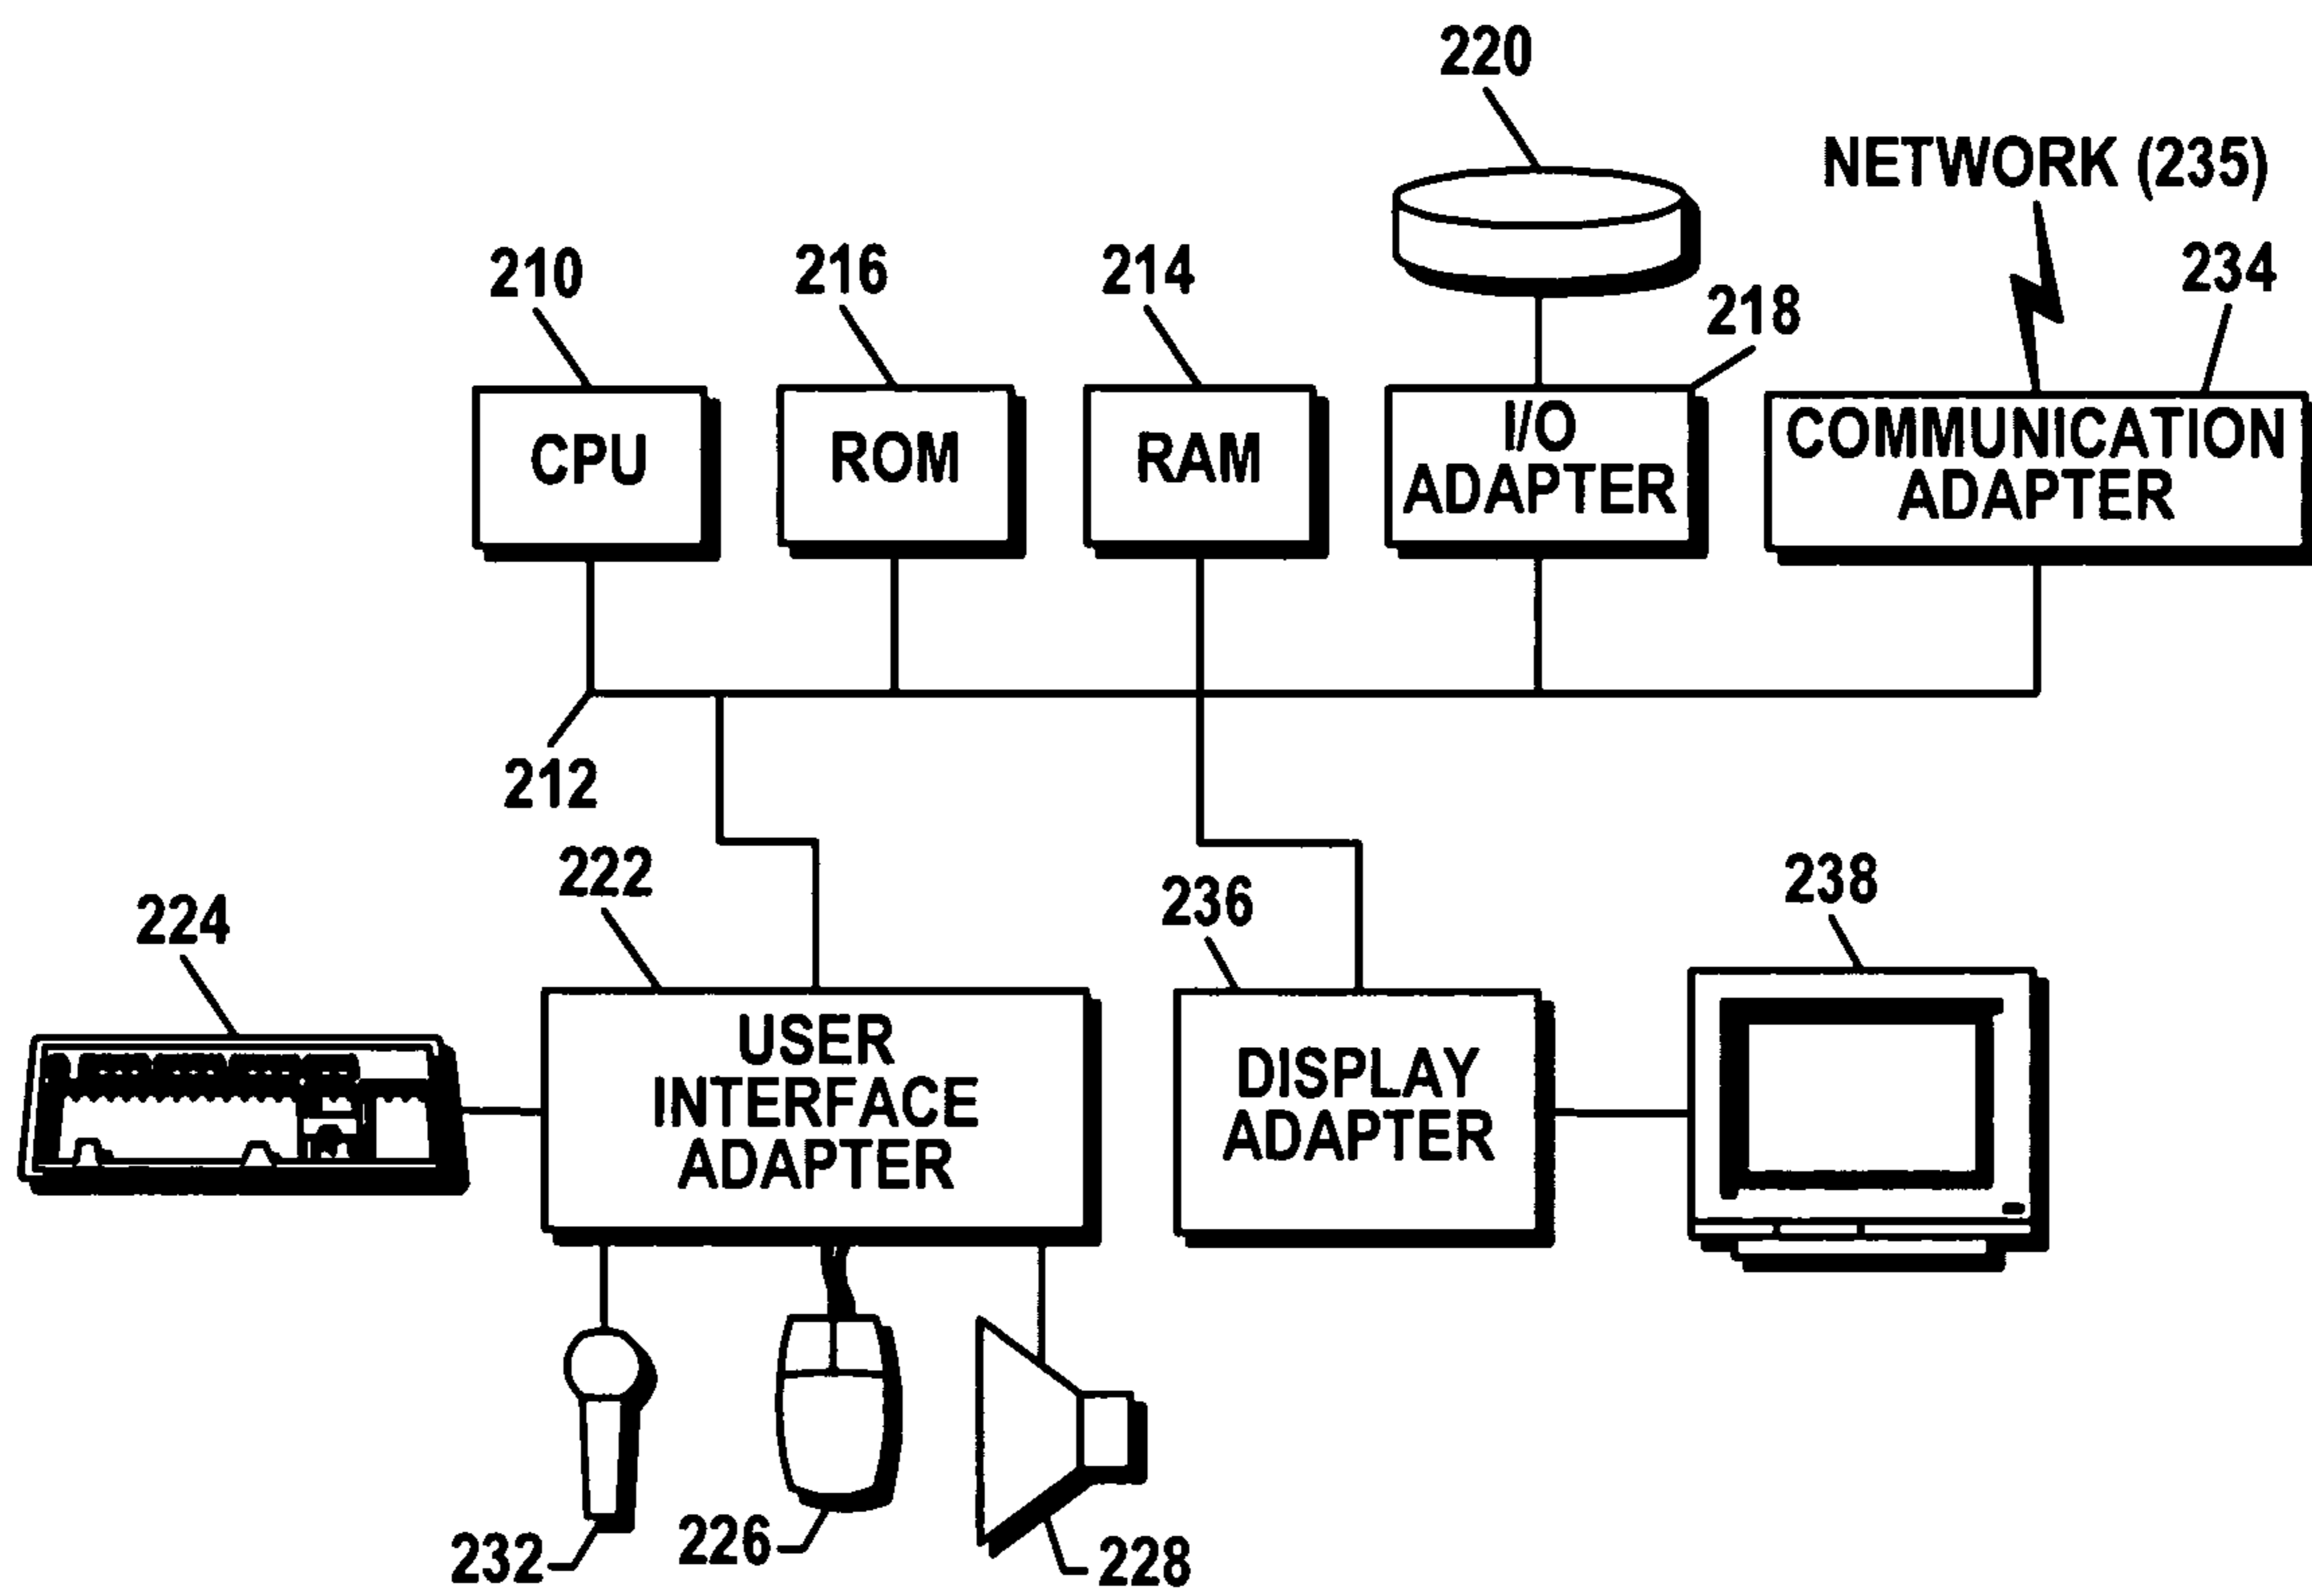 220
NETWORK (235)
210
216
214
218
234
CPU
ROM
RAM
I/O
ADAPTER
COMMUNICATION
ADAPTER
212
222
224
236
238
USER
INTERFACE
ADAPTER
DISPLAY
ADAPTER
232
226
228